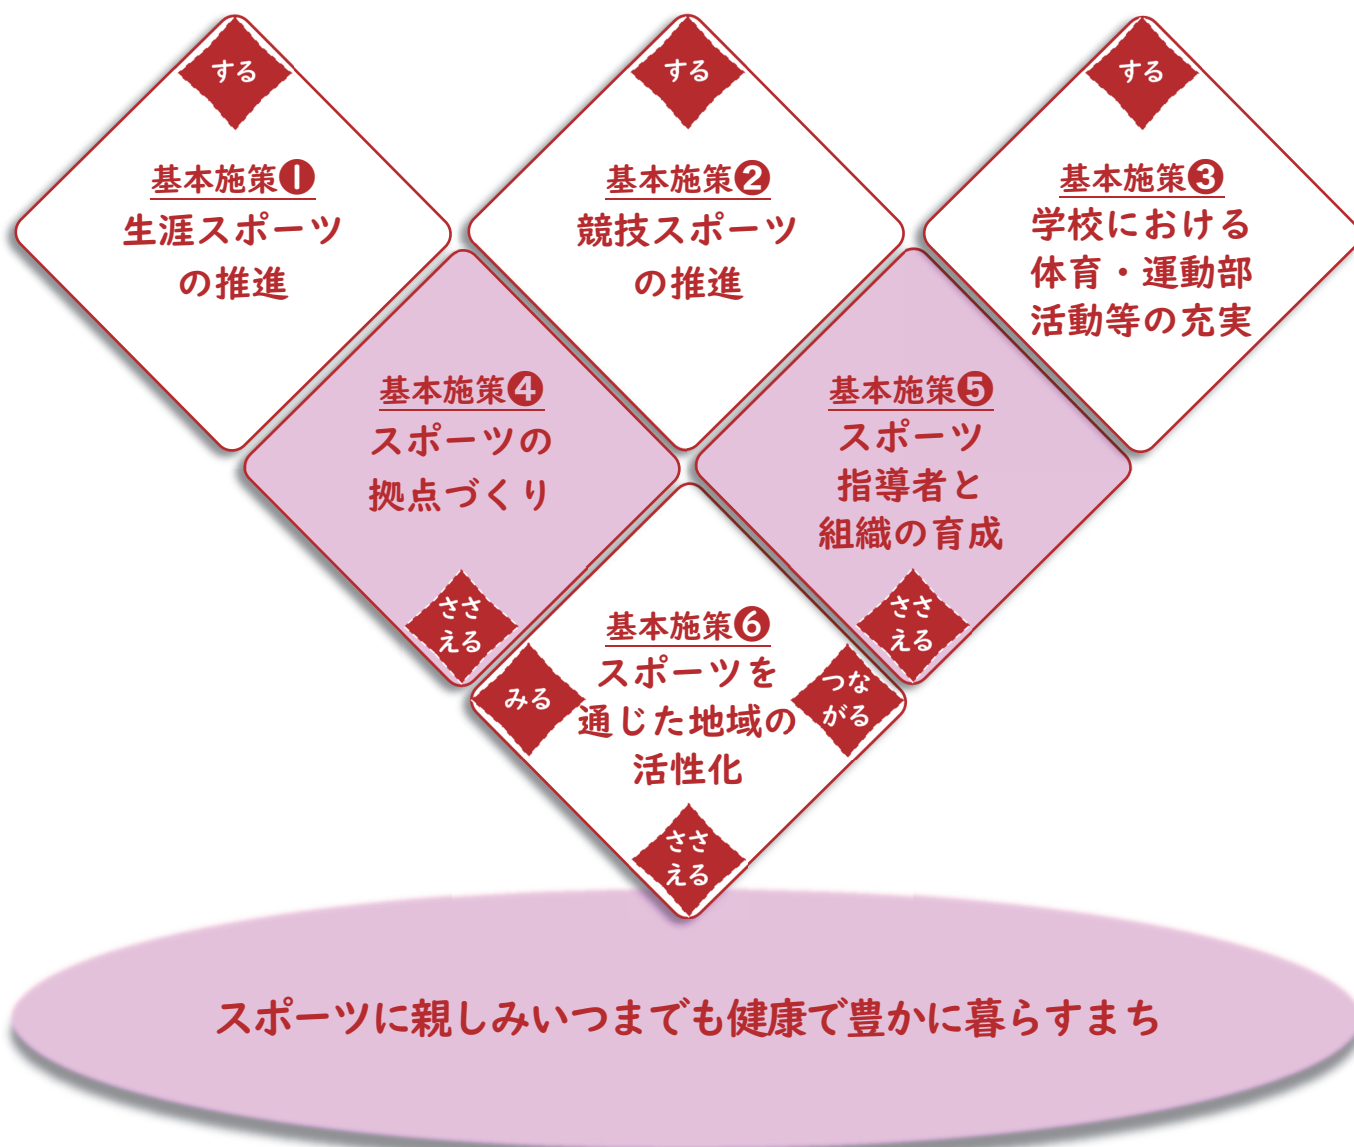 する
基本施策❶
生涯スポーツ
の推進
する
基本施策❷
競技スポーツ
の推進
する
基本施策❸
学校における
体育・運動部
活動等の充実
基本施策❹
スポーツの
拠点づくり
ささ
える
基本施策❺
スポーツ
指導者と
組織の育成
ささ
える
基本施策❻
スポーツを
通じた地域の
活性化
みる
つな
がる
ささ
える
スポーツに親しみいつまでも健康で豊かに暮らすまち